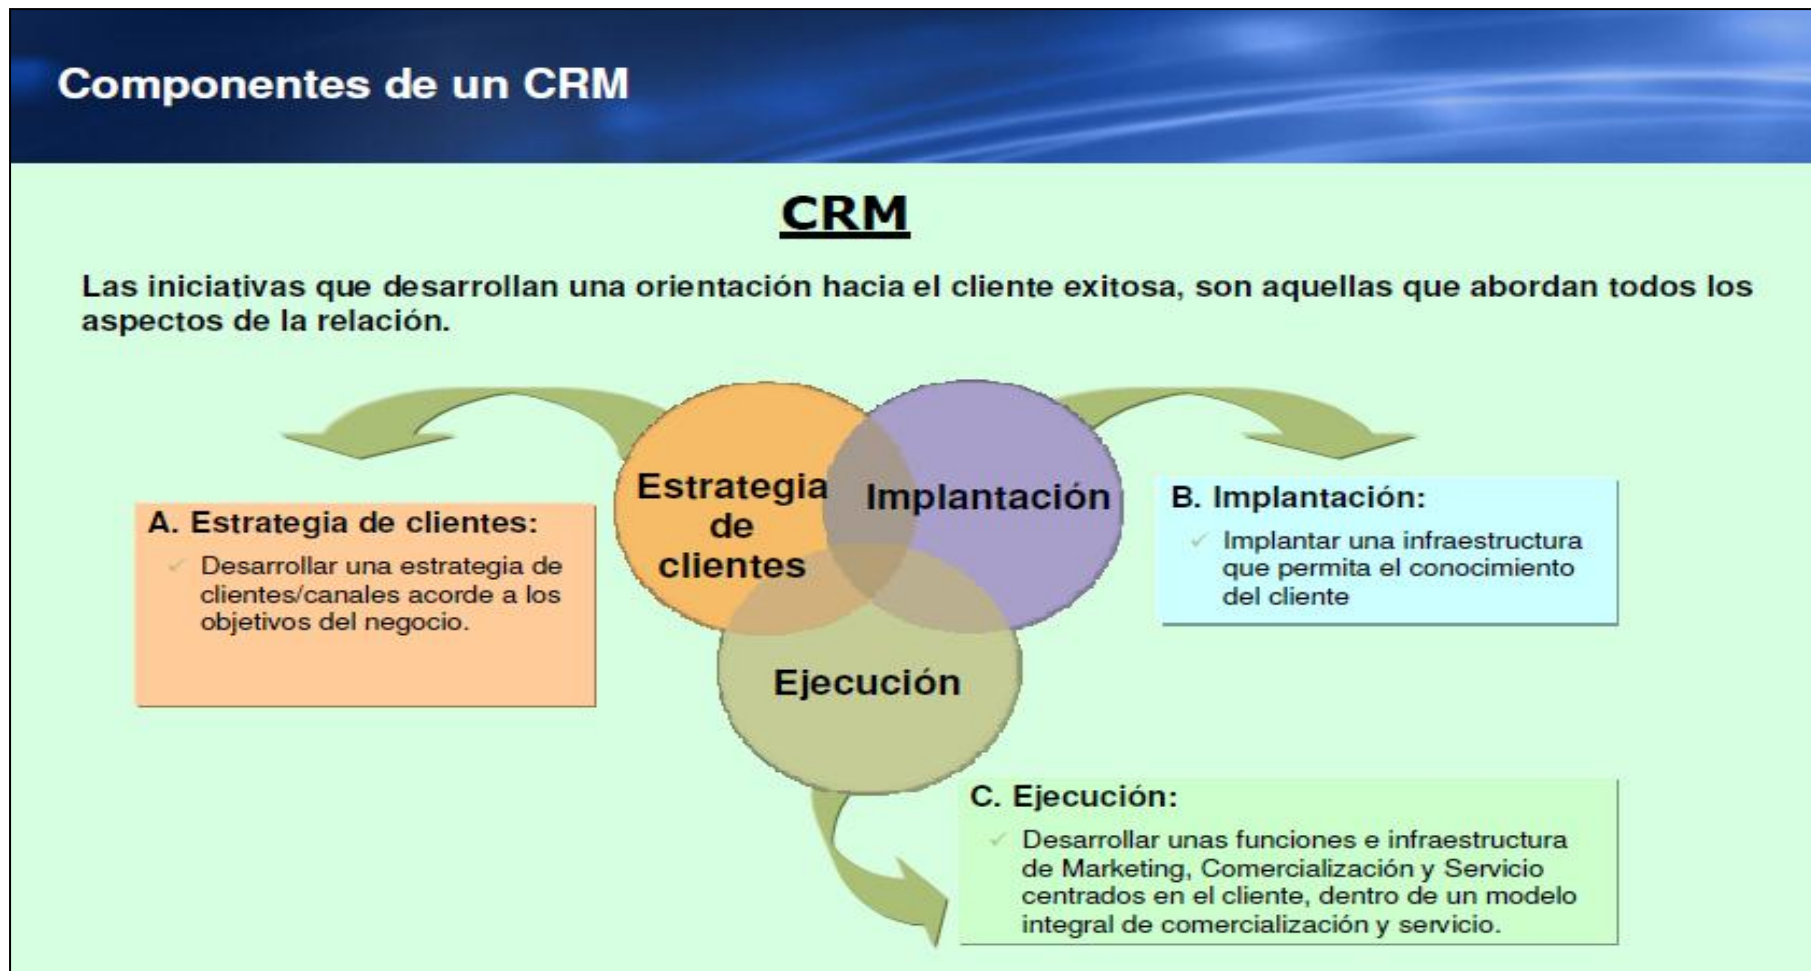 Componentes de un CRM
CRM
Las iniciativas que desarrollan una orientación hacia el cliente exitosa, son aquellas que abordan todos los
aspectos de la relación.
Estrategia
de
clientes
Implantación
Ejecución
A. Estrategia de clientes:
Desarrollar una estrategia de
clientes/canales acorde a los
objetivos del negocio.
B. Implantación:
Implantar una infraestructura
que permita el conocimiento
del cliente
C. Ejecución:
Desarrollar unas funciones e infraestructura
de Marketing, Comercialización y Servicio
centrados en el cliente, dentro de un modelo
integral de comercialización y servicio.